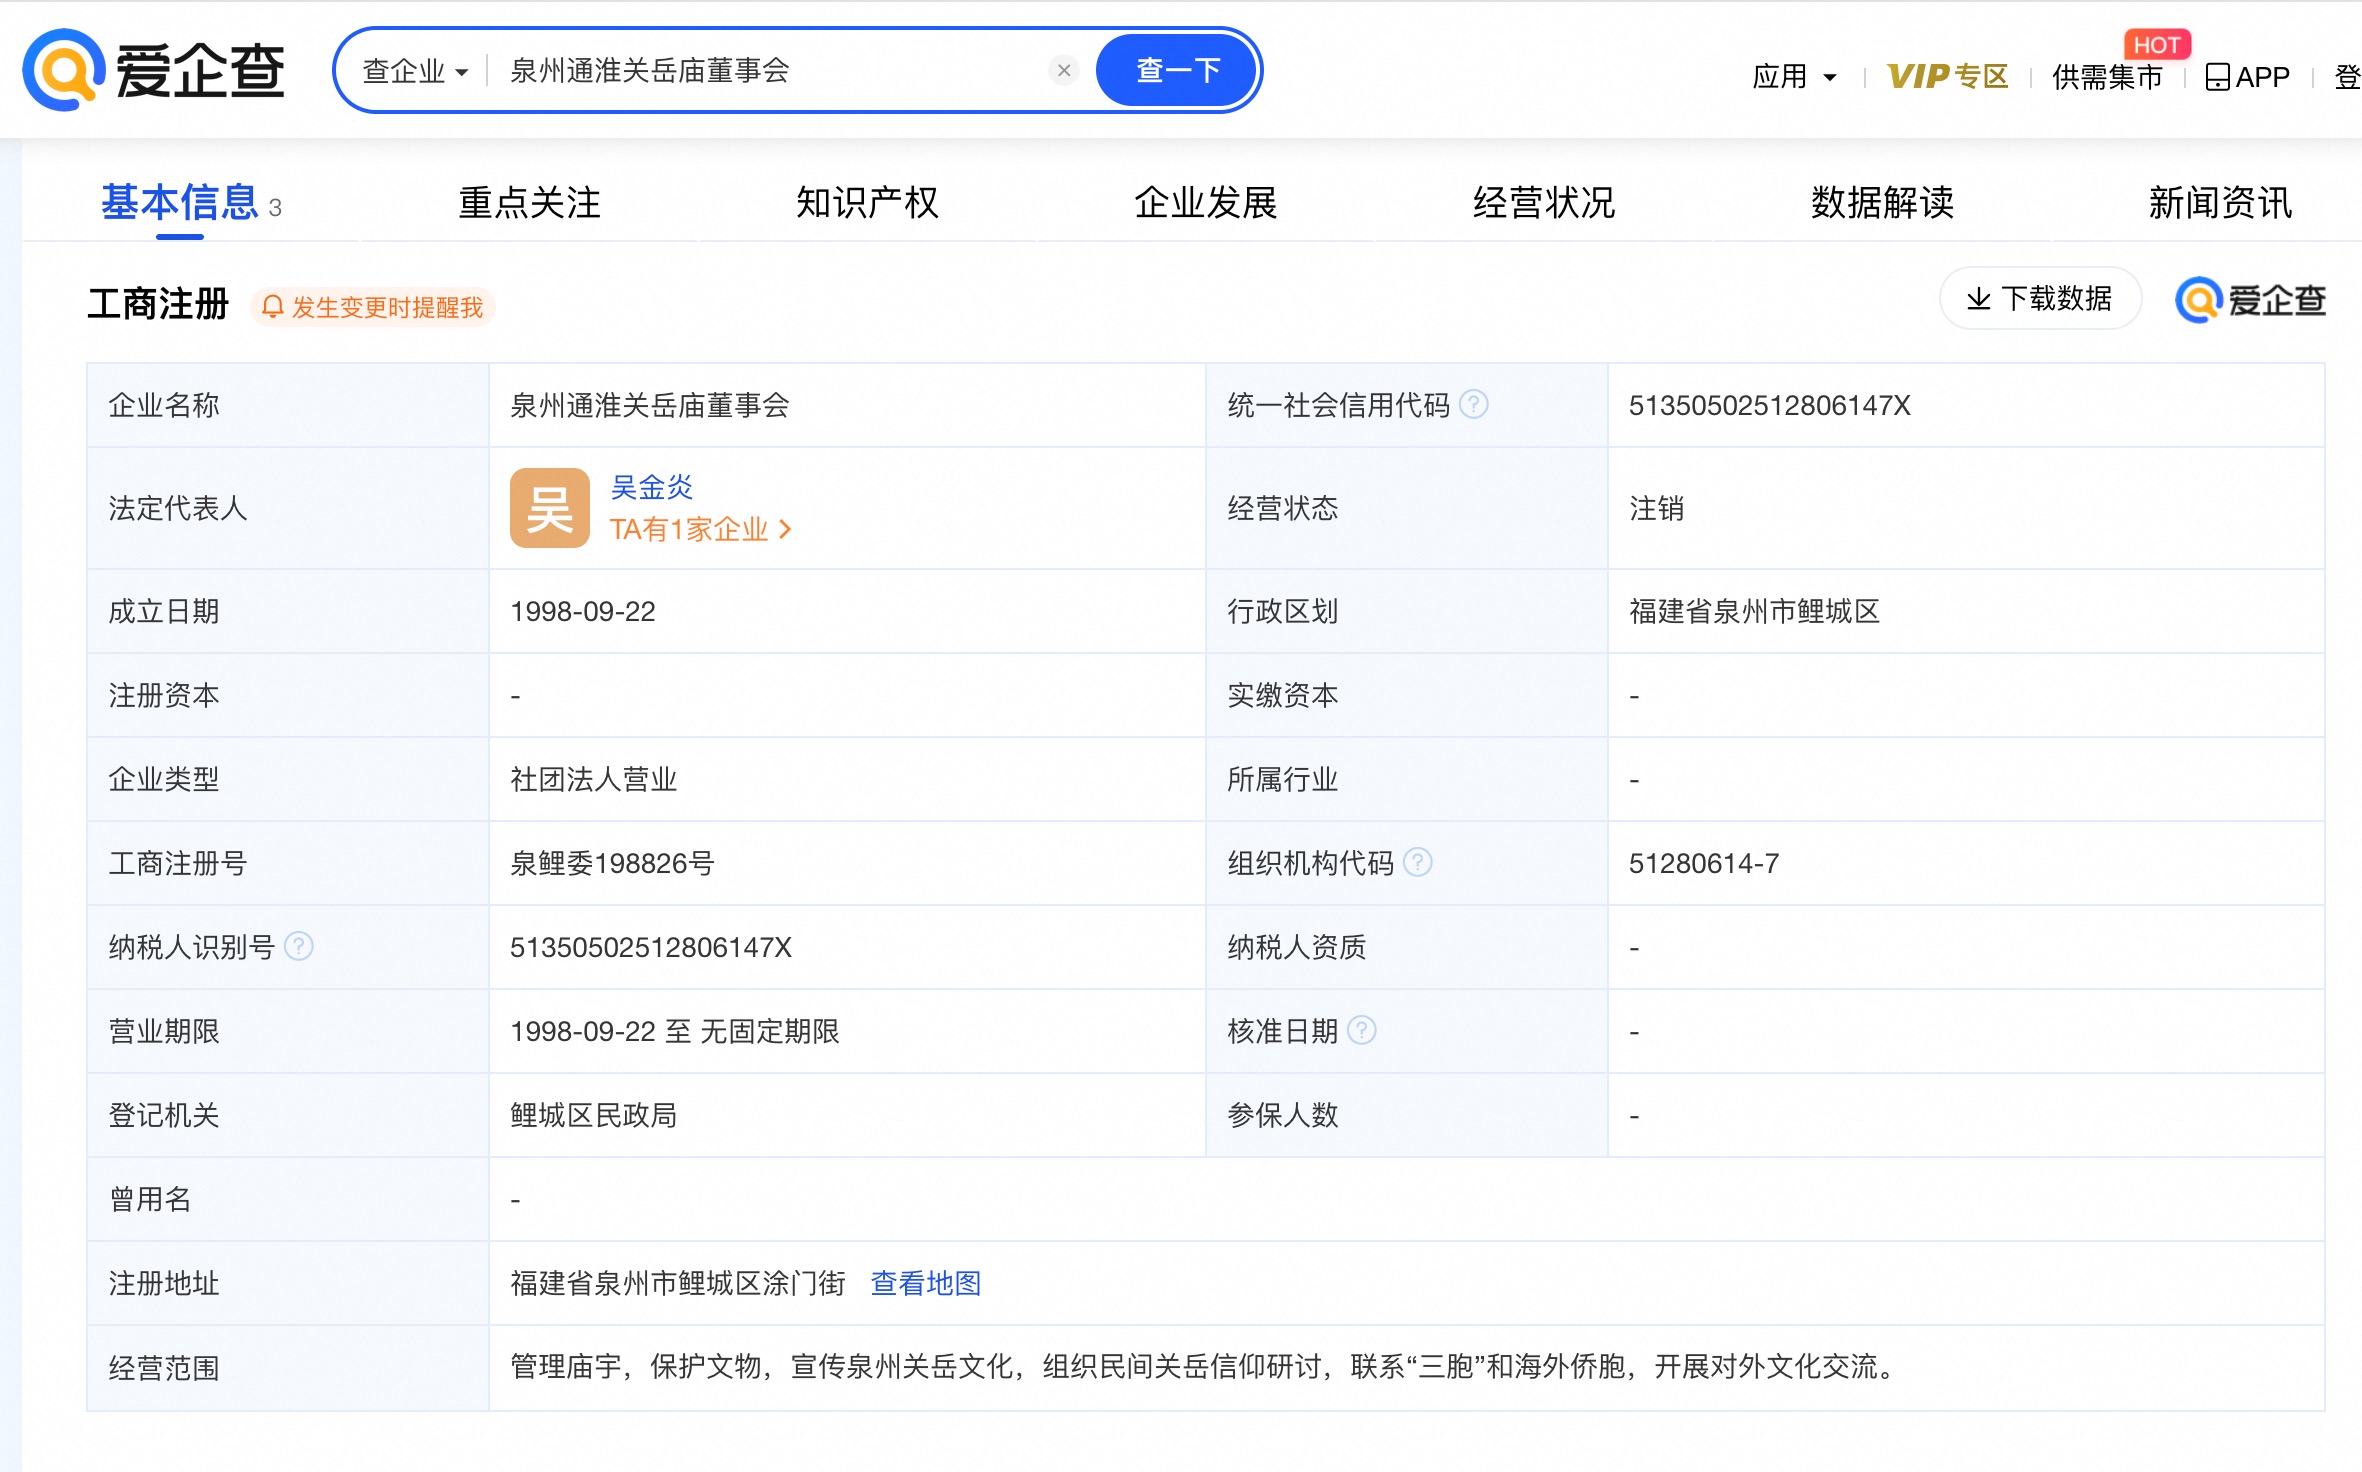 爱企查
查企业
泉州通淮关岳庙董事会
查一下
应用
VIP专区
供需集市
HOT
APP
登
基本信息 3
重点关注
知识产权
企业发展
经营状况
数据解读
新闻资讯
工商注册
发生变更时提醒我
下载数据
爱企查
企业名称 泉州通淮关岳庙董事会 统一社会信用代码 ? 51350502512806147X
法定代表人 吴 吴金炎 经营状态 注销
TA有1家企业
成立日期 1998-09-22 行政区划 福建省泉州市鲤城区
注册资本 - 实缴资本 -
企业类型 社团法人营业 所属行业 -
工商注册号 泉鲤委198826号 组织机构代码 ? 51280614-7
纳税人识别号 ? 51350502512806147X 纳税人资质 -
营业期限 1998-09-22 至 无固定期限 核准日期 ? -
登记机关 鲤城区民政局 参保人数 -
曾用名 -
注册地址 福建省泉州市鲤城区涂门街 查看地图
经营范围 管理庙宇，保护文物，宣传泉州关岳文化，组织民间关岳信仰研讨，联系“三胞”和海外侨胞，开展对外文化交流。